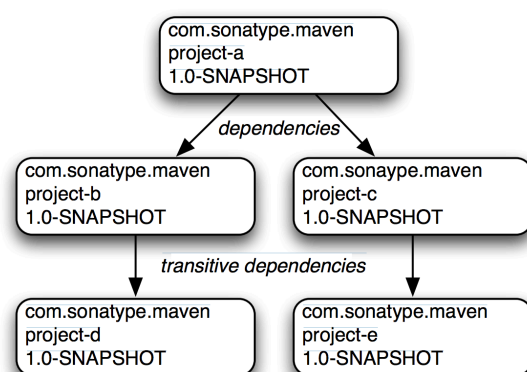 com.sonatype.maven
project-a
1.0-SNAPSHOT
dependencies
com.sonatype.maven
project-b
1.0-SNAPSHOT
com.sonaype.maven
project-c
1.0-SNAPSHOT
transitive dependencies
com.sonatype.maven
project-d
1.0-SNAPSHOT
com.sonatype.maven
project-e
1.0-SNAPSHOT